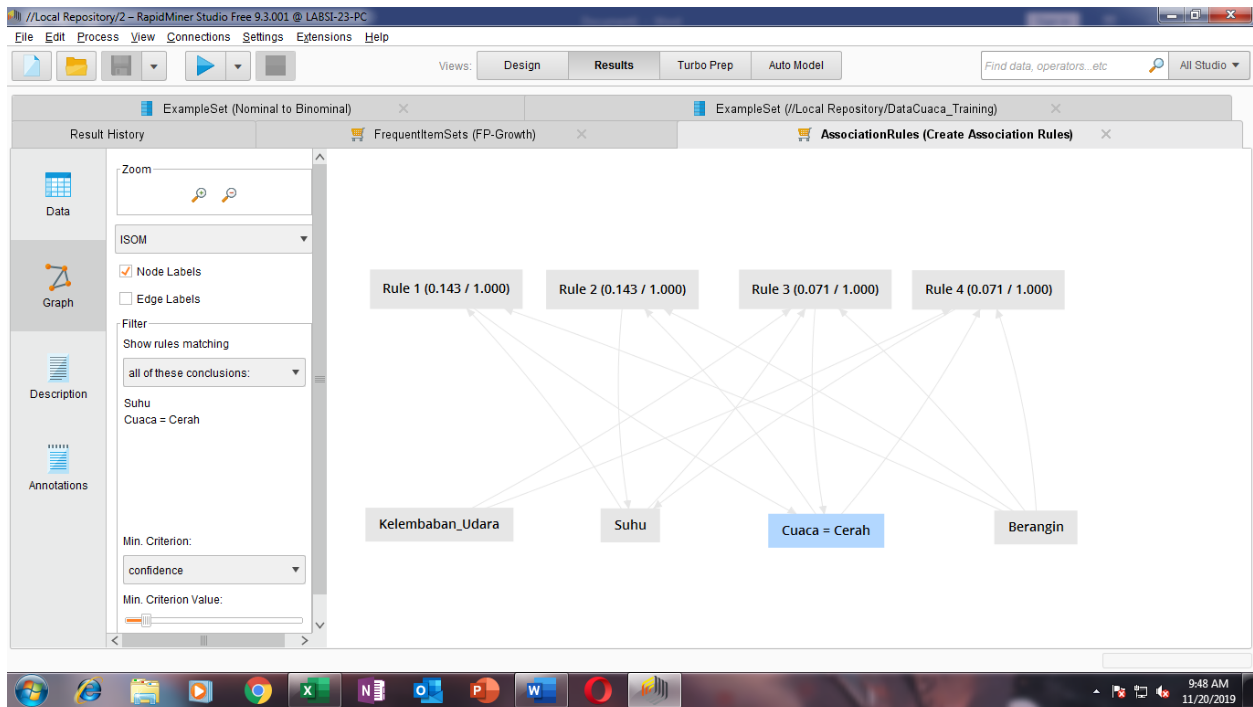 //Local Repository/2 – RapidMiner Studio Free 9.3.001 @ LABSI-23-PC
File Edit Process View Connections Settings Extensions Help
Views: Design Results Turbo Prep Auto Model Find data, operators...etc All Studio
ExampleSet (Nominal to Binominal) ExampleSet (//Local Repository/DataCuaca_Training)
Result History FrequentItemSets (FP-Growth) AssociationRules (Create Association Rules)
Data
Graph
Description
Annotations
Zoom
ISOM
Node Labels
Edge Labels
Filter
Show rules matching
all of these conclusions:
Suhu
Cuaca = Cerah
Min. Criterion:
confidence
Min. Criterion Value:
Rule 1 (0.143 / 1.000) Rule 2 (0.143 / 1.000) Rule 3 (0.071 / 1.000) Rule 4 (0.071 / 1.000)
Kelembaban_Udara Suhu Cuaca = Cerah Berangin
9:48 AM
11/20/2019